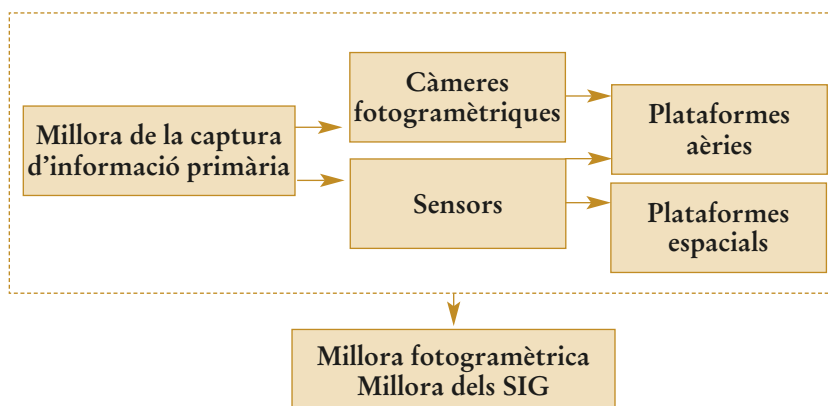 Millora de la captura
d’informació primària
Càmeres
fotogramètriques
Sensors
Plataformes
aèries
Plataformes
espacials
Millora fotogramètrica
Millora dels SIG